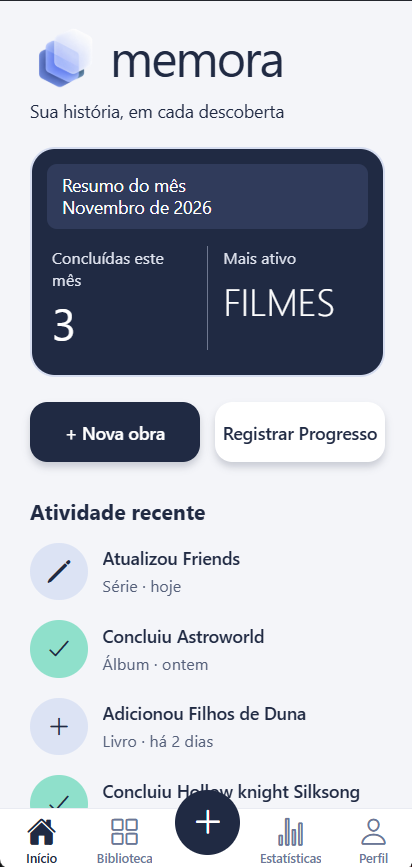 memora
Sua história, em cada descoberta
Resumo do mês
Novembro de 2026
Concluídas este
mês
3
Mais ativo
FILMES
+ Nova obra
Registrar Progresso
Atividade recente
Atualizou Friends
Série · hoje
Concluiu Astroworld
Álbum · ontem
Adicionou Filhos de Duna
Livro · há 2 dias
Concluiu Hollow knight Silksong
Início
Biblioteca
Estatísticas
Perfil